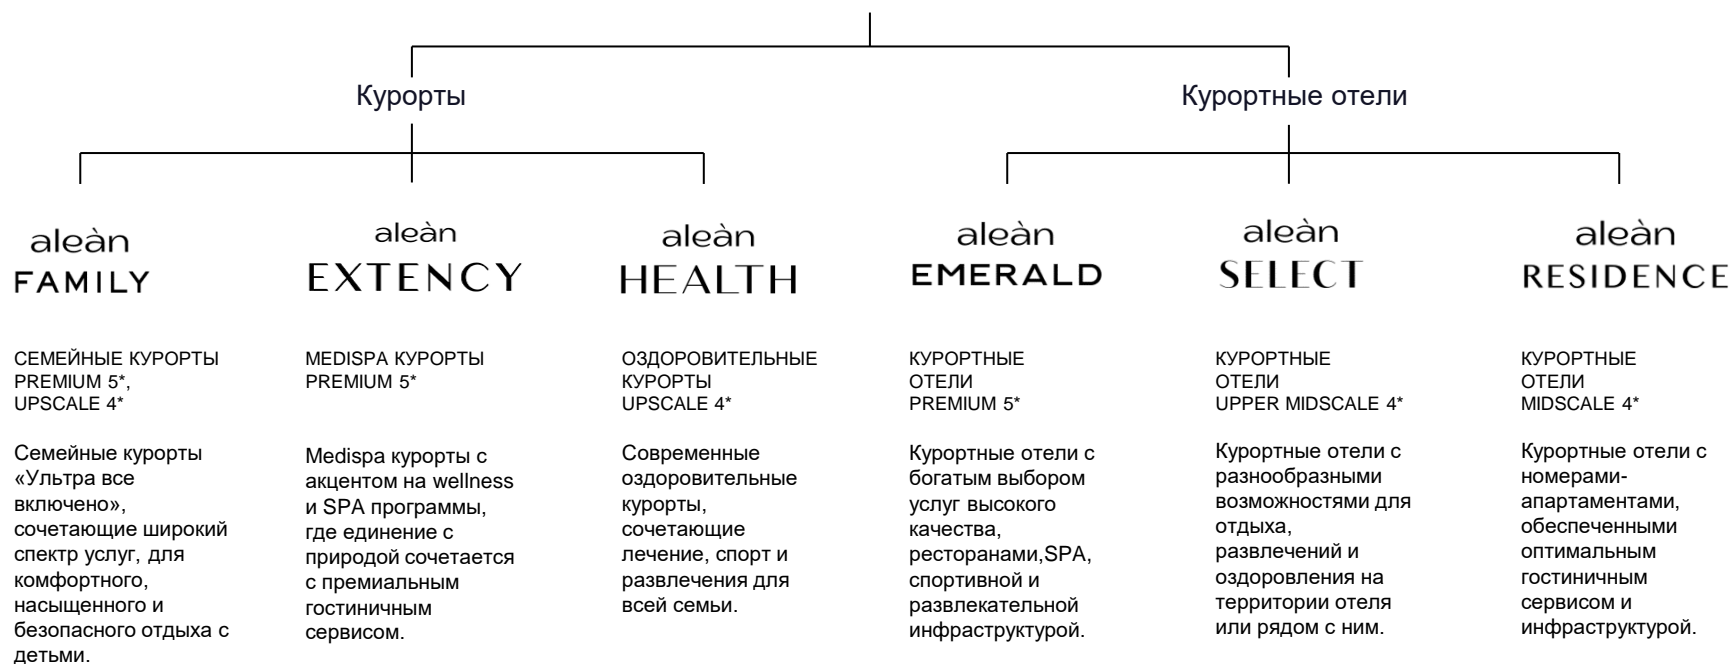 Курорты
Курортные отели
aleàn
FAMILY
aleàn
EXTENCY
aleàn
HEALTH
aleàn
EMERALD
aleàn
SELECT
aleàn
RESIDENCE
СЕМЕЙНЫЕ КУРОРТЫ
PREMIUM 5*,
UPSCALE 4*
MEDISPA КУРОРТЫ
PREMIUM 5*
ОЗДОРОВИТЕЛЬНЫЕ
КУРОРТЫ
UPSCALE 4*
КУРОРТНЫЕ
ОТЕЛИ
PREMIUM 5*
КУРОРТНЫЕ
ОТЕЛИ
UPPER MIDSCALE 4*
КУРОРТНЫЕ
ОТЕЛИ
MIDSCALE 4*
Семейные курорты
«Ультра все
включено»,
сочетающие широкий
спектр услуг, для
комфортного,
насыщенного и
безопасного отдыха с
детьми.
Medispa курорты с
акцентом на wellness
и SPA программы,
где единение с
природой сочетается
с премиальным
гостиничным
сервисом.
Современные
оздоровительные
курорты,
сочетающие
лечение, спорт и
развлечения для
всей семьи.
Курортные отели с
богатым выбором
услуг высокого
качества,
ресторанами,SPA,
спортивной и
развлекательной
инфраструктурой.
Курортные отели с
разнообразными
возможностями для
отдыха,
развлечений и
оздоровления на
территории отеля
или рядом с ним.
Курортные отели с
номерами-
апартаментами,
обеспеченными
оптимальным
гостиничным
сервисом и
инфраструктурой.